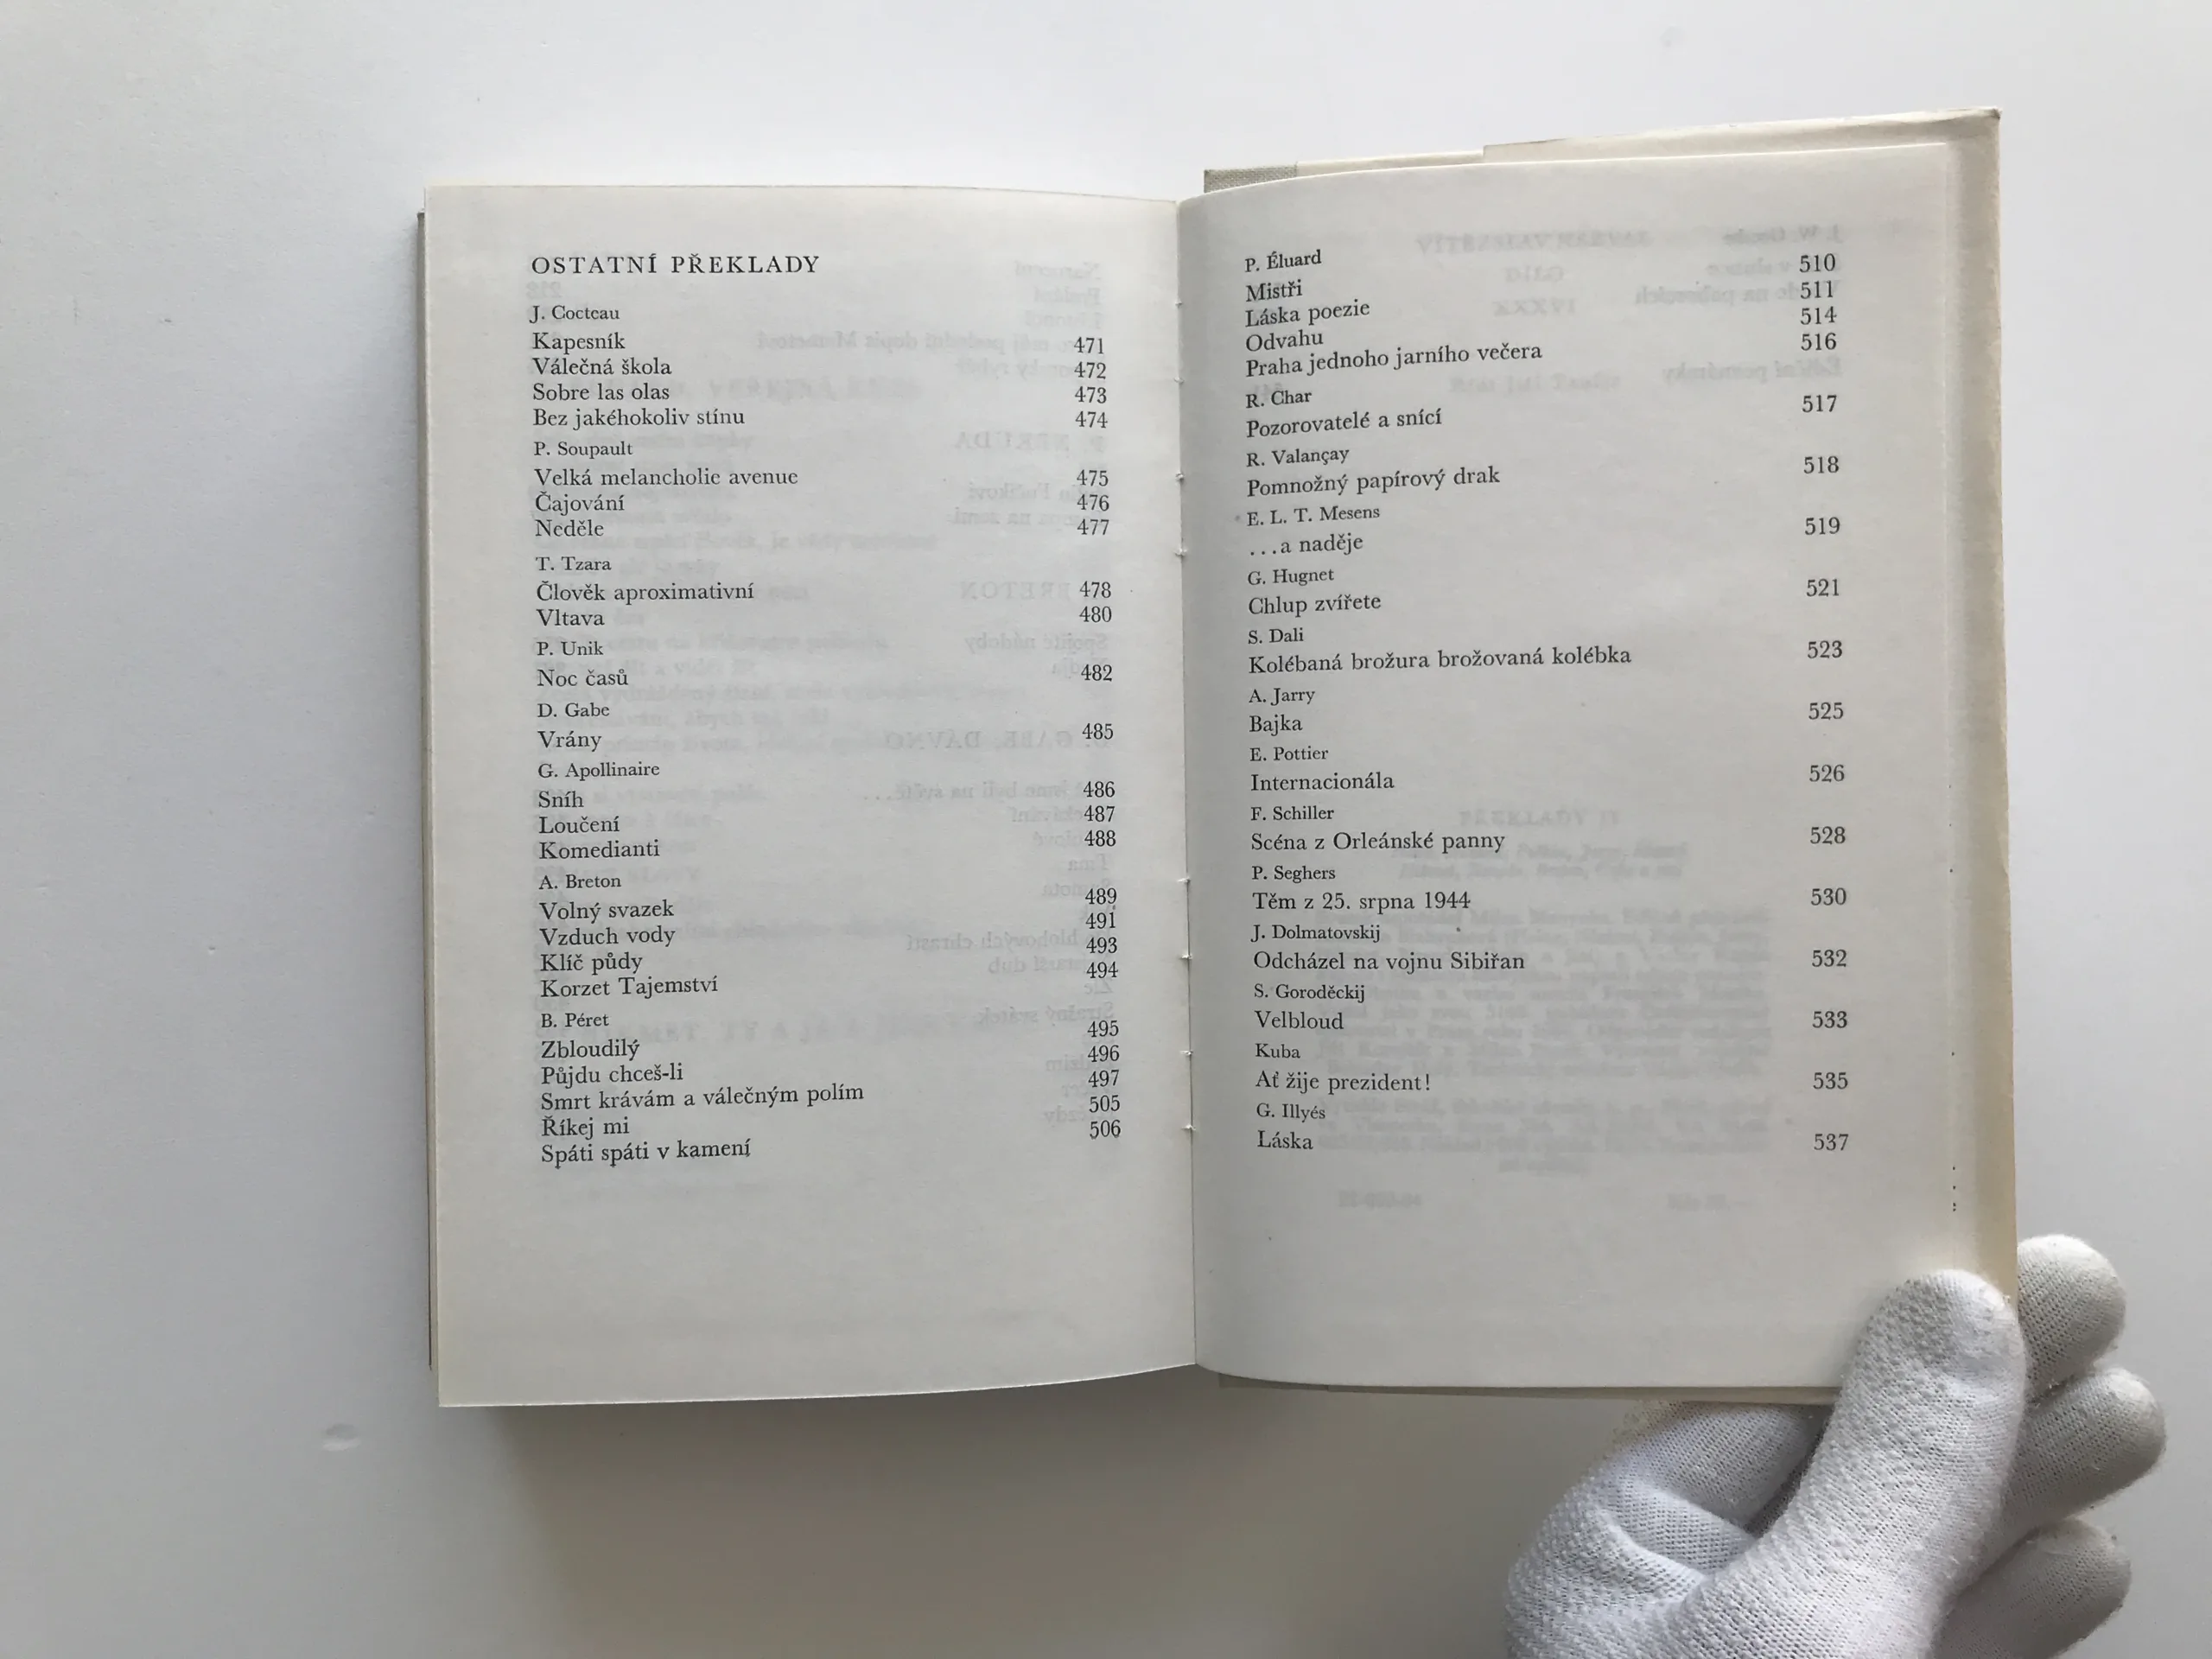 OSTATNÍ PŘEKLADY
J. Cocteau
Kapesník 471
Válečná škola 472
Sobre las olas 473
Bez jakéhokoliv stínu 474
P. Soupault
Velká melancholie avenue 475
Čajování 476
Neděle 477
T. Tzara
Člověk aproximativní 478
Vltava 480
P. Unik
Noc časů 482
D. Gabe
Vrány 485
G. Apollinaire
Sníh 486
Loučení 487
Komedianti 488
A. Breton
Volný svazek 489
Vzduch vody 491
Klíč půdy 493
Korzet Tajemství 494
B. Péret
Zbloudilý 495
Půjdu chceš-li 496
Smrt krávám a válečným polím 497
Říkej mi 505
Spáti spáti v kamení 506
P. Éluard
Mistři 510
Láska poezie 511
Odvahu 514
Praha jednoho jarního večera 516
R. Char
Pozorovatelé a snící 517
R. Valançay
Pomnožný papírový drak 518
E. L. T. Mesens
...a naděje 519
G. Hugnet
Chlup zvířete 521
S. Dali
Kolébaná brožura brožovaná kolébka 523
A. Jarry
Bajka 525
E. Pottier
Internacionála 526
F. Schiller
Scéna z Orleánské panny 528
P. Seghers
Těm z 25. srpna 1944 530
J. Dolmatovskij
Odcházel na vojnu Sibiřan 532
S. Goroděckij
Velbloud 533
Kuba
Ať žije prezident! 535
G. Illyés
Láska 537